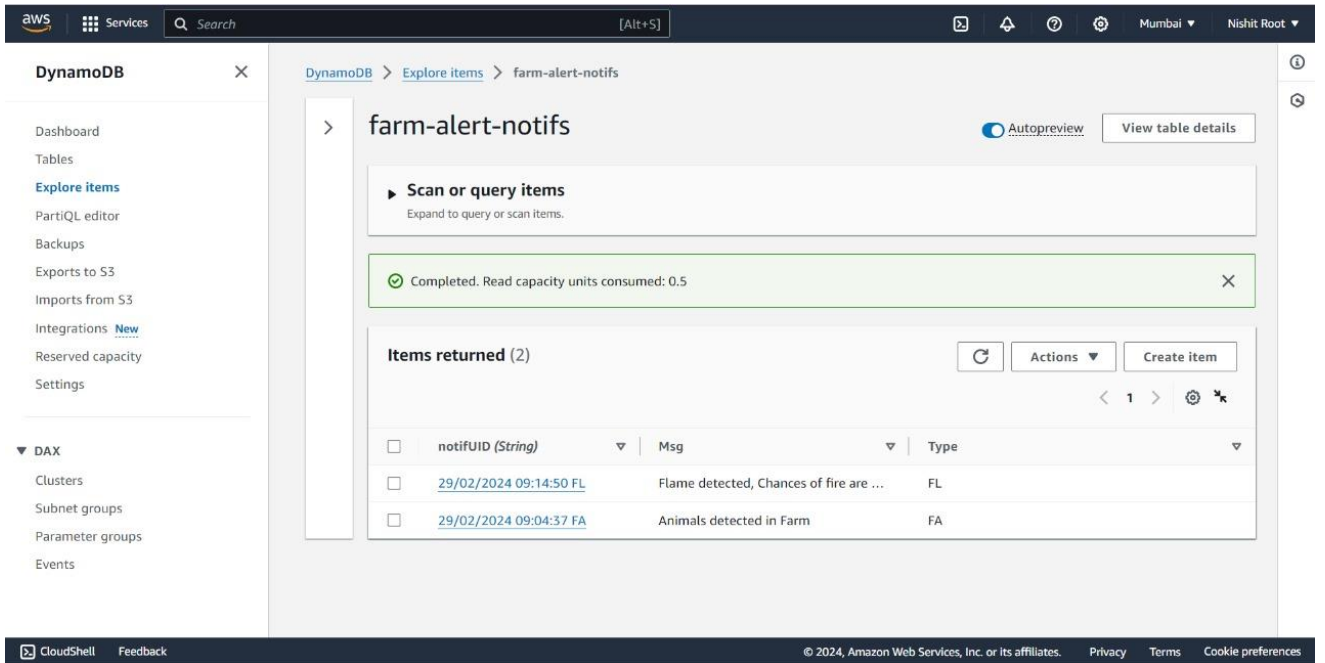 aws Services Search [Alt+S] Mumbai Nishit Root
DynamoDB
Dashboard
Tables
Explore items
PartiQL editor
Backups
Exports to S3
Imports from S3
Integrations New
Reserved capacity
Settings
DAX
Clusters
Subnet groups
Parameter groups
Events
DynamoDB Explore items farm-alert-notifs
farm-alert-notifs Autopreview View table details
Scan or query items
Expand to query or scan items.
Completed. Read capacity units consumed: 0.5
Items returned (2) Actions Create item
1
notifUID (String) Msg Type
29/02/2024 09:14:50 FL Flame detected, Chances of fire are ... FL
29/02/2024 09:04:37 FA Animals detected in Farm FA
CloudShell Feedback © 2024, Amazon Web Services, Inc. or its affiliates. Privacy Terms Cookie preferences